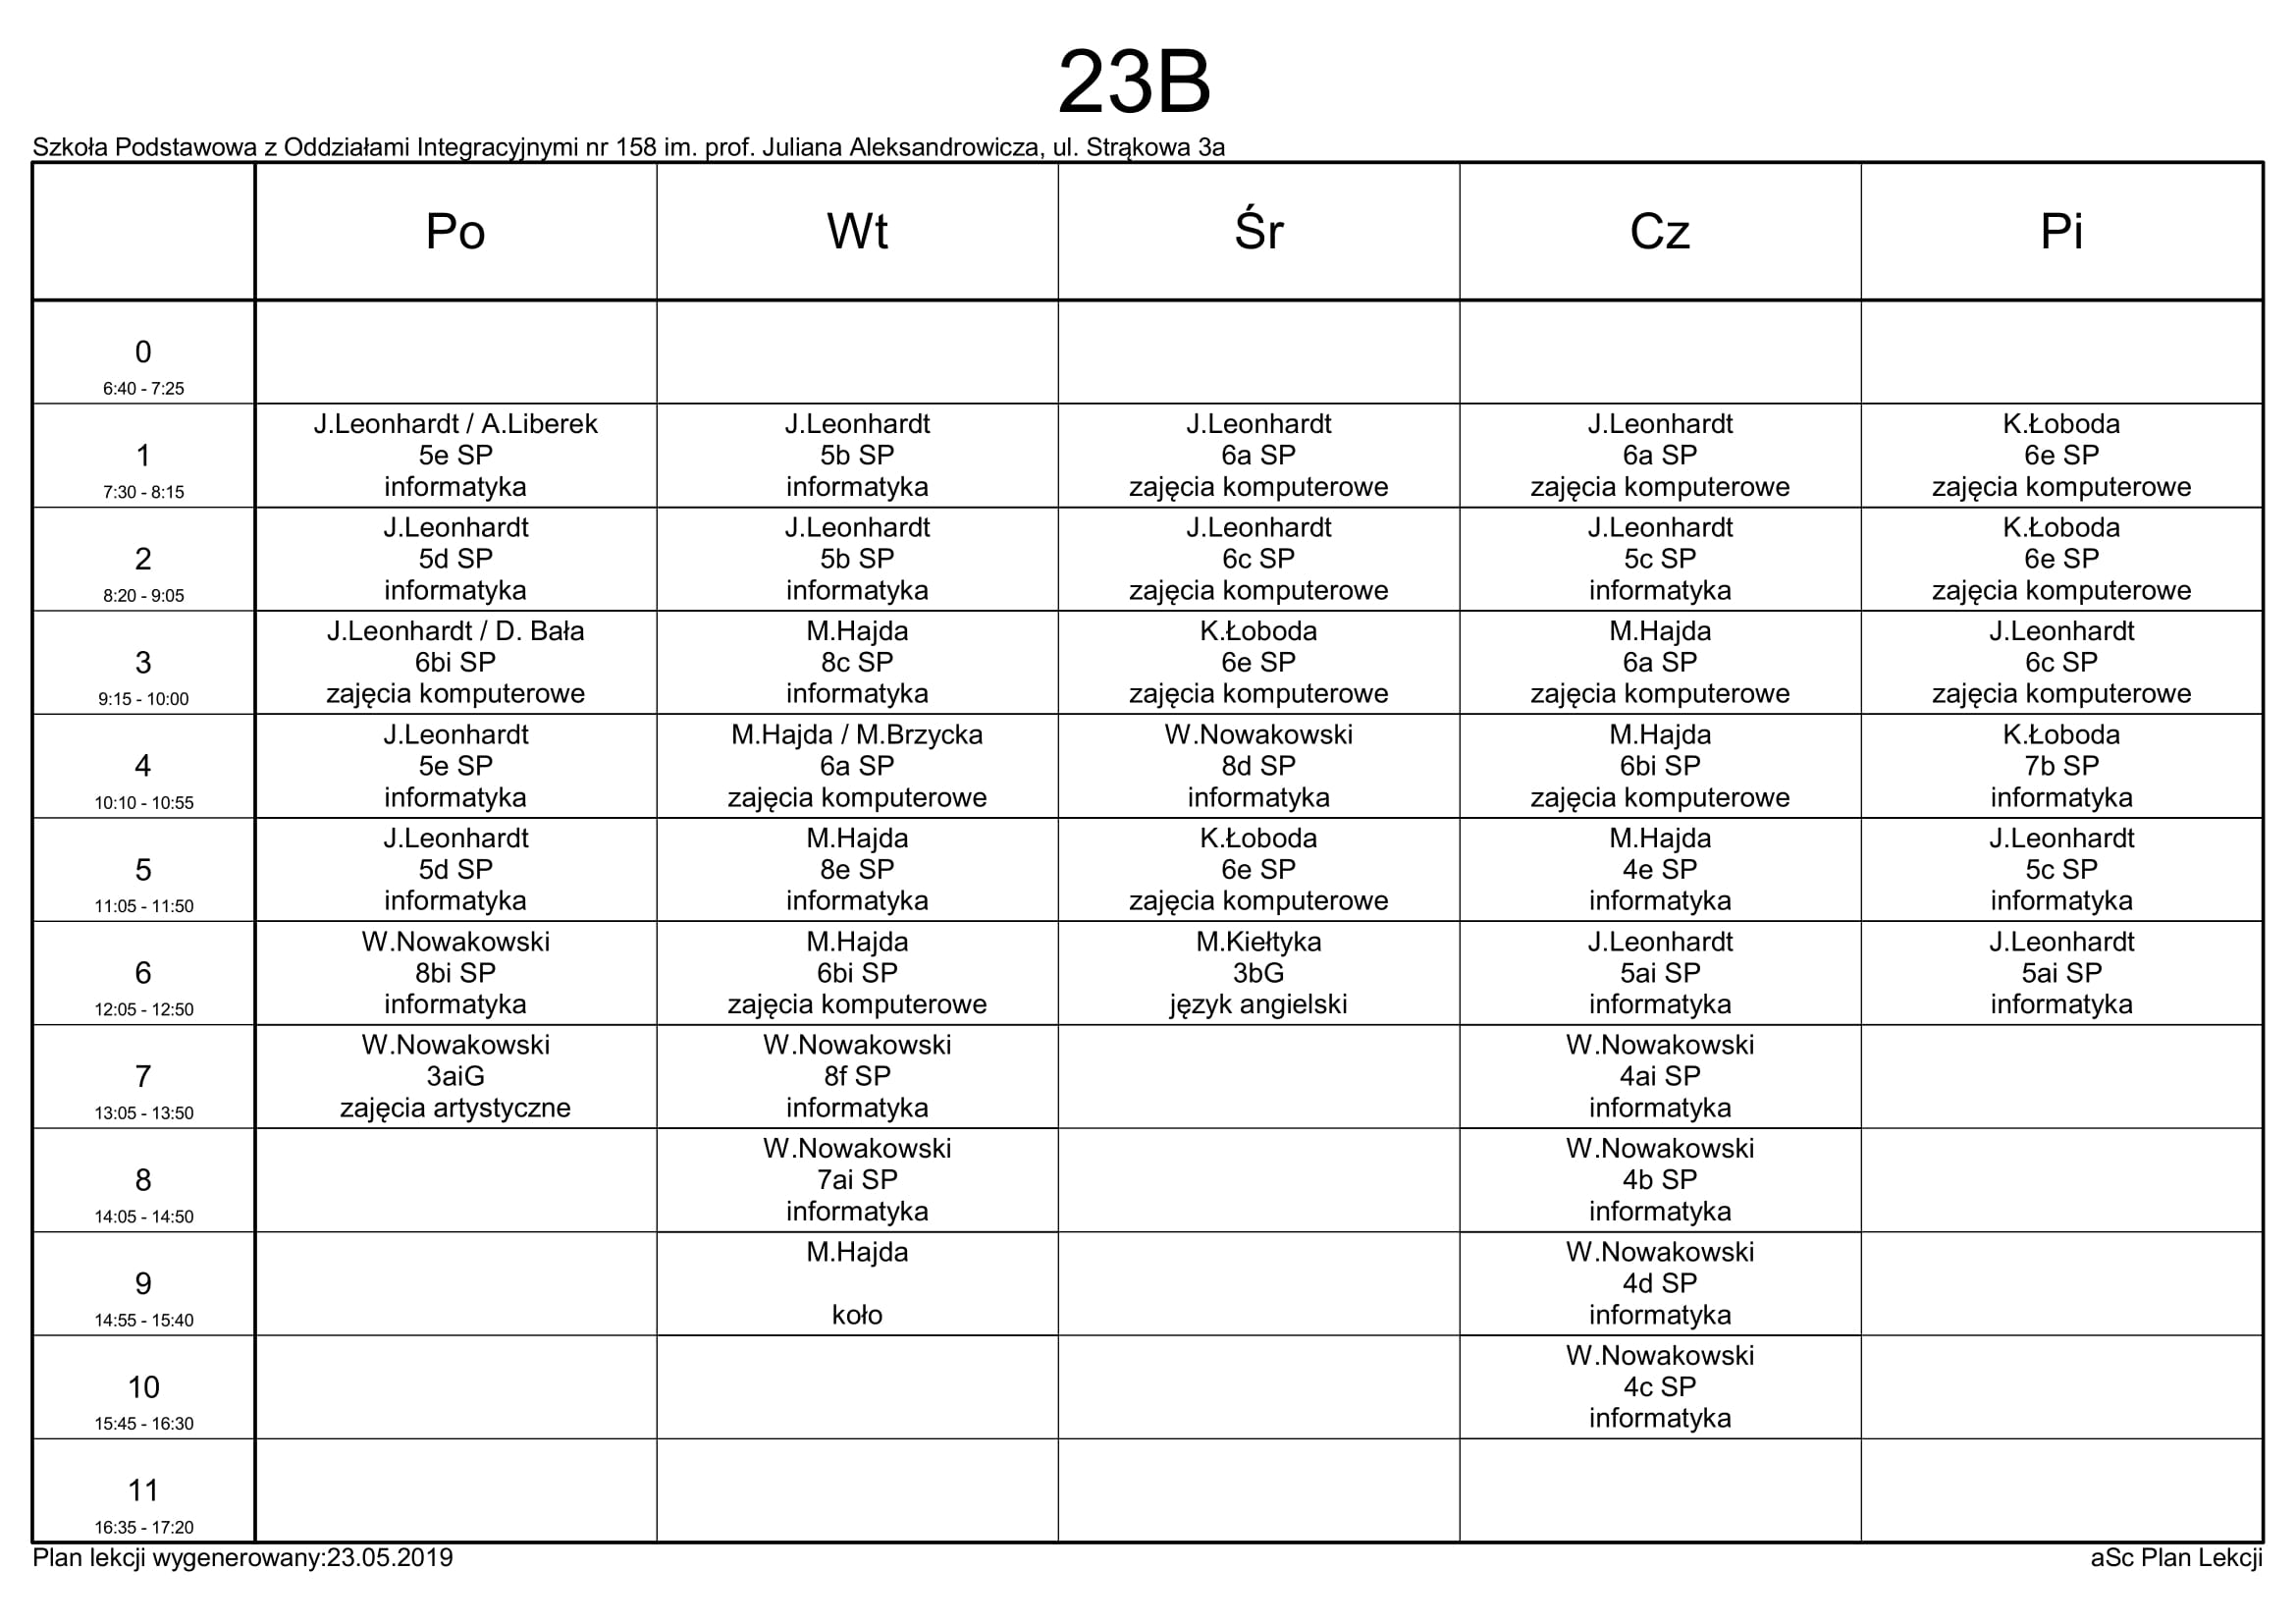 23B
Szkoła Podstawowa z Oddziałami Integracyjnymi nr 158 im. prof. Juliana Aleksandrowicza, ul. Strąkowa 3a
Po
Wt
Śr
Cz
Pi
0
6:40 - 7:25
1
7:30 - 8:15
J.Leonhardt / A.Liberek
5e SP
informatyka
J.Leonhardt
5b SP
informatyka
J.Leonhardt
6a SP
zajęcia komputerowe
J.Leonhardt
6a SP
zajęcia komputerowe
K.Łoboda
6e SP
zajęcia komputerowe
2
8:20 - 9:05
J.Leonhardt
5d SP
informatyka
J.Leonhardt
5b SP
informatyka
J.Leonhardt
6c SP
zajęcia komputerowe
J.Leonhardt
5c SP
informatyka
K.Łoboda
6e SP
zajęcia komputerowe
3
9:15 - 10:00
J.Leonhardt / D. Bała
6bi SP
zajęcia komputerowe
M.Hajda
8c SP
informatyka
K.Łoboda
6e SP
zajęcia komputerowe
M.Hajda
6a SP
zajęcia komputerowe
J.Leonhardt
6c SP
zajęcia komputerowe
4
10:10 - 10:55
J.Leonhardt
5e SP
informatyka
M.Hajda / M.Brzycka
6a SP
zajęcia komputerowe
W.Nowakowski
8d SP
informatyka
M.Hajda
6bi SP
zajęcia komputerowe
K.Łoboda
7b SP
informatyka
5
11:05 - 11:50
J.Leonhardt
5d SP
informatyka
M.Hajda
8e SP
informatyka
K.Łoboda
6e SP
zajęcia komputerowe
M.Hajda
4e SP
informatyka
J.Leonhardt
5c SP
informatyka
6
12:05 - 12:50
W.Nowakowski
8bi SP
informatyka
M.Hajda
6bi SP
zajęcia komputerowe
M.Kiełtyka
3bG
język angielski
J.Leonhardt
5ai SP
informatyka
J.Leonhardt
5ai SP
informatyka
7
13:05 - 13:50
W.Nowakowski
3aiG
zajęcia artystyczne
W.Nowakowski
8f SP
informatyka
W.Nowakowski
4ai SP
informatyka
8
14:05 - 14:50
W.Nowakowski
7ai SP
informatyka
W.Nowakowski
4b SP
informatyka
9
14:55 - 15:40
M.Hajda
koło
W.Nowakowski
4d SP
informatyka
10
15:45 - 16:30
W.Nowakowski
4c SP
informatyka
11
16:35 - 17:20
Plan lekcji wygenerowany:23.05.2019
aSc Plan Lekcji